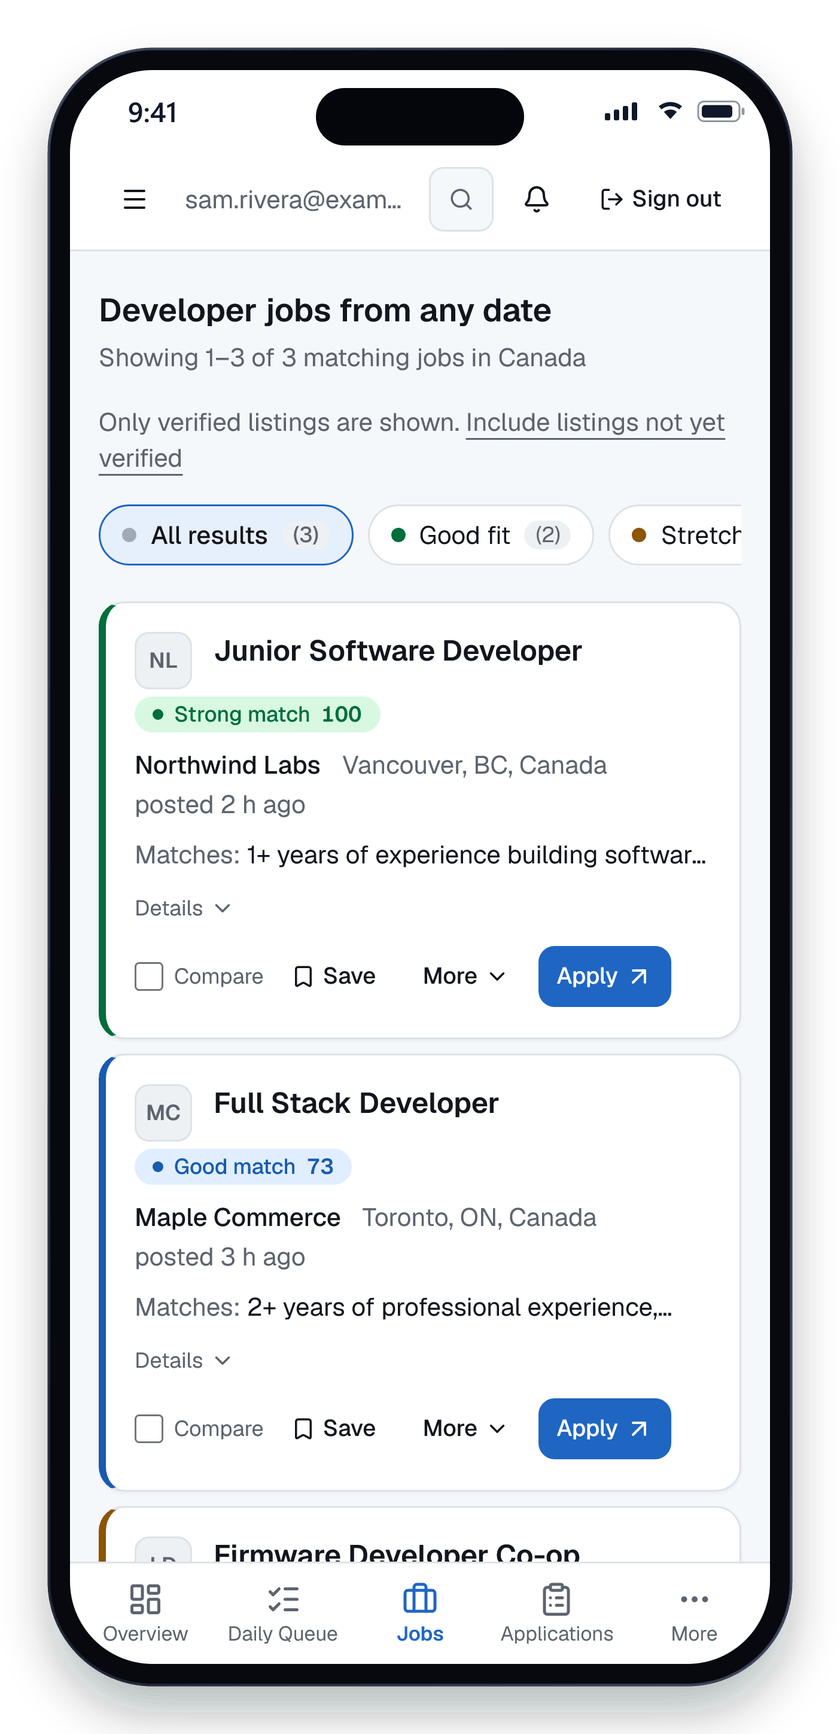 9:41
sam.rivera@exam...
Sign out
Developer jobs from any date
Showing 1–3 of 3 matching jobs in Canada
Only verified listings are shown. Include listings not yet
verified
All results (3)
Good fit (2)
Stretch
NL
Junior Software Developer
Strong match 100
Northwind Labs Vancouver, BC, Canada
posted 2 h ago
Matches: 1+ years of experience building softwar...
Details
Compare
Save
More
Apply
MC
Full Stack Developer
Good match 73
Maple Commerce Toronto, ON, Canada
posted 3 h ago
Matches: 2+ years of professional experience,...
Details
Compare
Save
More
Apply
Firmware Developer Co-op
Overview
Daily Queue
Jobs
Applications
More